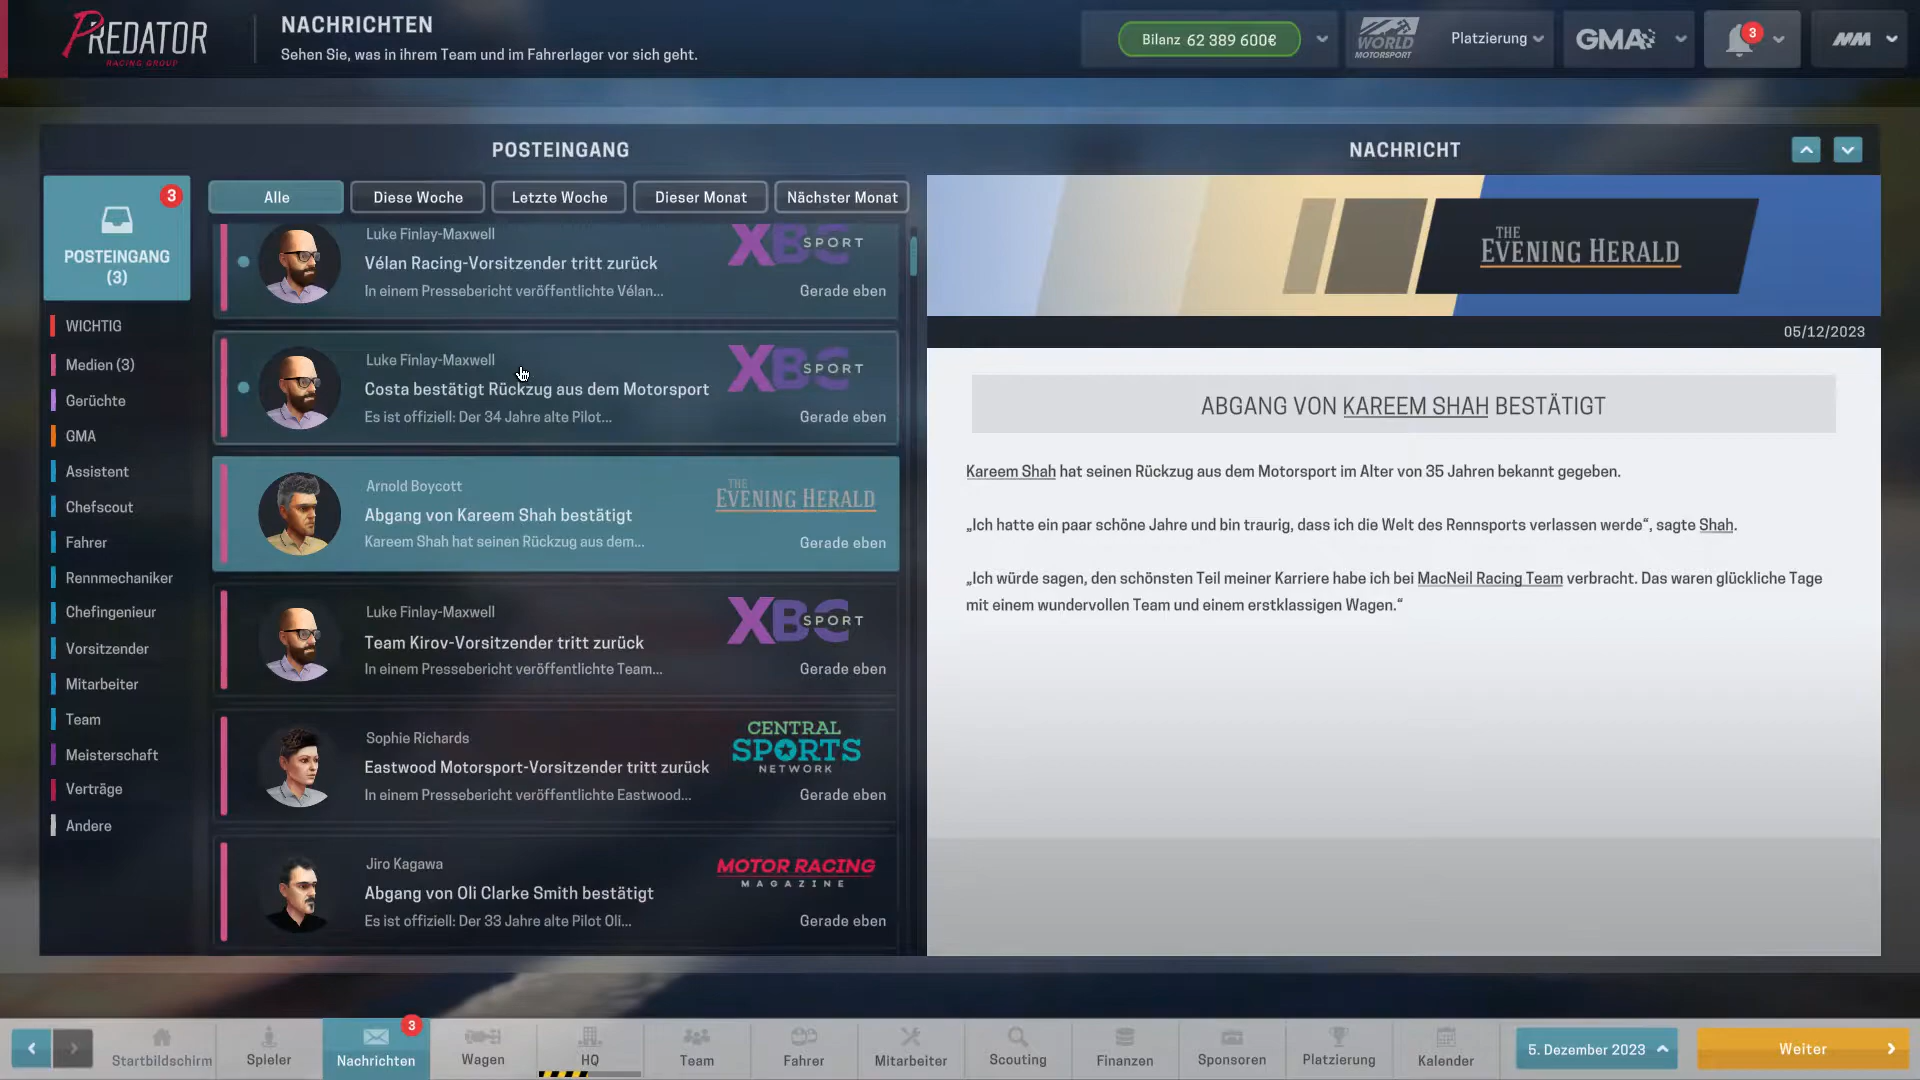 PREDATOR
RACING GROUP
NACHRICHTEN
Sehen Sie, was in ihrem Team und im Fahrerlager vor sich geht.
Bilanz 62 389 600€
WORLD
MOTORSPORT
Platzierung
GMA
3
MM
POSTEINGANG
NACHRICHT
3
POSTEINGANG
(3)
WICHTIG
Medien (3)
Gerüchte
GMA
Assistent
Chefscout
Fahrer
Rennmechaniker
Chefingenieur
Vorsitzender
Mitarbeiter
Team
Meisterschaft
Verträge
Andere
Alle
Diese Woche
Letzte Woche
Dieser Monat
Nächster Monat
Luke Finlay-Maxwell
Vélan Racing-Vorsitzender tritt zurück
In einem Pressebericht veröffentlichte Vélan...
XBC SPORT
Gerade eben
Luke Finlay-Maxwell
Costa bestätigt Rückzug aus dem Motorsport
Es ist offiziell: Der 34 Jahre alte Pilot...
XBC SPORT
Gerade eben
Arnold Boycott
Abgang von Kareem Shah bestätigt
Kareem Shah hat seinen Rückzug aus dem...
THE
EVENING HERALD
Gerade eben
Luke Finlay-Maxwell
Team Kirov-Vorsitzender tritt zurück
In einem Pressebericht veröffentlichte Team...
XBC SPORT
Gerade eben
Sophie Richards
Eastwood Motorsport-Vorsitzender tritt zurück
In einem Pressebericht veröffentlichte Eastwood...
CENTRAL
SPORTS
NETWORK
Gerade eben
Jiro Kagawa
Abgang von Oli Clarke Smith bestätigt
Es ist offiziell: Der 33 Jahre alte Pilot Oli...
MOTOR RACING
MAGAZINE
Gerade eben
THE
EVENING HERALD
05/12/2023
ABGANG VON KAREEM SHAH BESTÄTIGT
Kareem Shah hat seinen Rückzug aus dem Motorsport im Alter von 35 Jahren bekannt gegeben.
„Ich hatte ein paar schöne Jahre und bin traurig, dass ich die Welt des Rennsports verlassen werde“, sagte Shah.
„Ich würde sagen, den schönsten Teil meiner Karriere habe ich bei MacNeil Racing Team verbracht. Das waren glückliche Tage
mit einem wundervollen Team und einem erstklassigen Wagen.“
Startbildschirm
Spieler
3
Nachrichten
Wagen
HQ
Team
Fahrer
Mitarbeiter
Scouting
Finanzen
Sponsoren
Platzierung
Kalender
5. Dezember 2023
Weiter